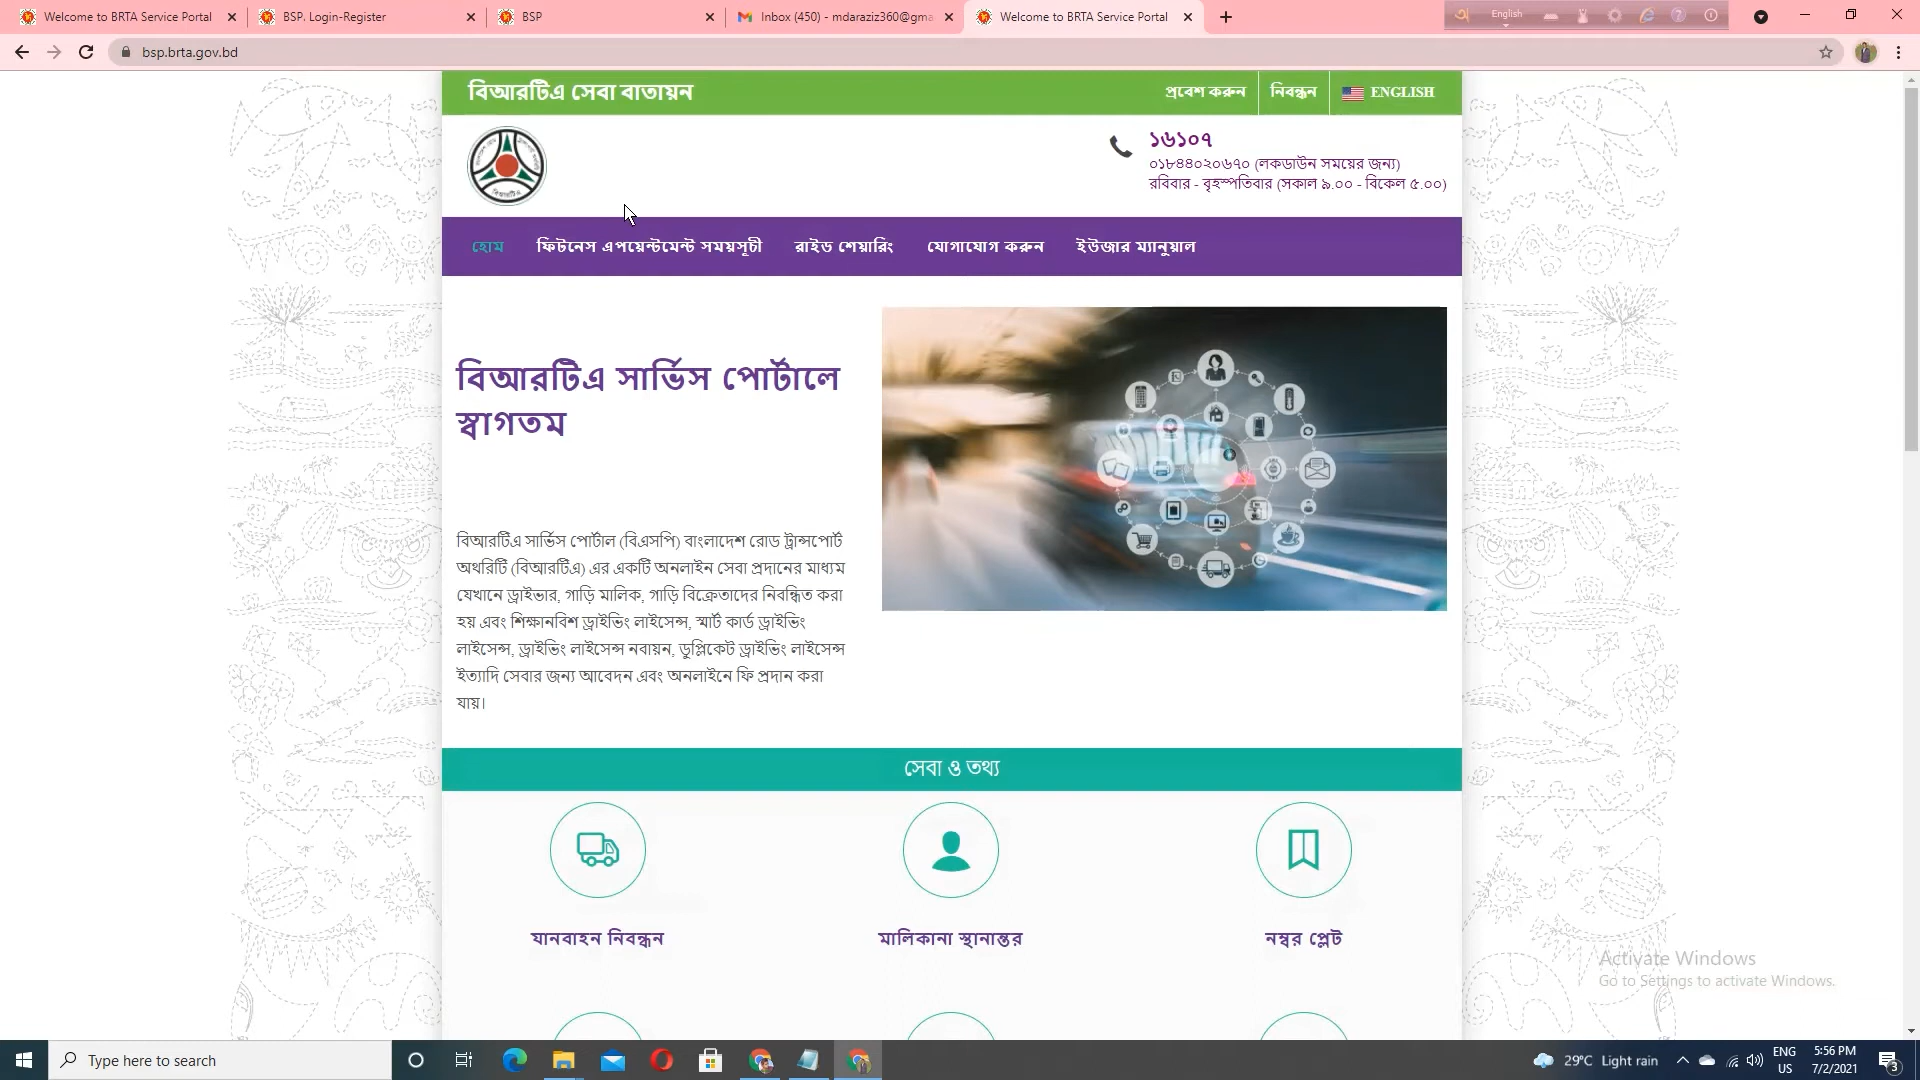 Welcome to BRTA Service Portal
BSP. Login-Register
BSP
Inbox (450) - mdaraziz360@gma
Welcome to BRTA Service Portal
English
bsp.brta.gov.bd
বিআরটিএ সেবা বাতায়ন
প্রবেশ করুন
নিবন্ধন
ENGLISH
১৬১০৭
০১৮৪৪০২০৬৭০ (লকডাউন সময়ের জন্য)
রবিবার - বৃহস্পতিবার (সকাল ৯.০০ - বিকেল ৫.০০)
হোম
ফিটনেস এপয়েন্টমেন্ট সময়সূচী
রাইড শেয়ারিং
যোগাযোগ করুন
ইউজার ম্যানুয়াল
বিআরটিএ সার্ভিস পোর্টালে
স্বাগতম
বিআরটিএ সার্ভিস পোর্টাল (বিএসপি) বাংলাদেশ রোড ট্রান্সপোর্ট
অথরিটি (বিআরটিএ) এর একটি অনলাইন সেবা প্রদানের মাধ্যম
যেখানে ড্রাইভার, গাড়ি মালিক, গাড়ি বিক্রেতাদের নিবন্ধিত করা
হয় এবং শিক্ষানবিশ ড্রাইভিং লাইসেন্স, স্মার্ট কার্ড ড্রাইভিং
লাইসেন্স, ড্রাইভিং লাইসেন্স নবায়ন, ডুপ্লিকেট ড্রাইভিং লাইসেন্স
ইত্যাদি সেবার জন্য আবেদন এবং অনলাইনে ফি প্রদান করা
যায়।
সেবা ও তথ্য
যানবাহন নিবন্ধন
মালিকানা স্থানান্তর
নম্বর প্লেট
Activate Windows
Go to Settings to activate Windows.
Type here to search
29°C Light rain
ENG
US
5:56 PM
7/2/2021
3